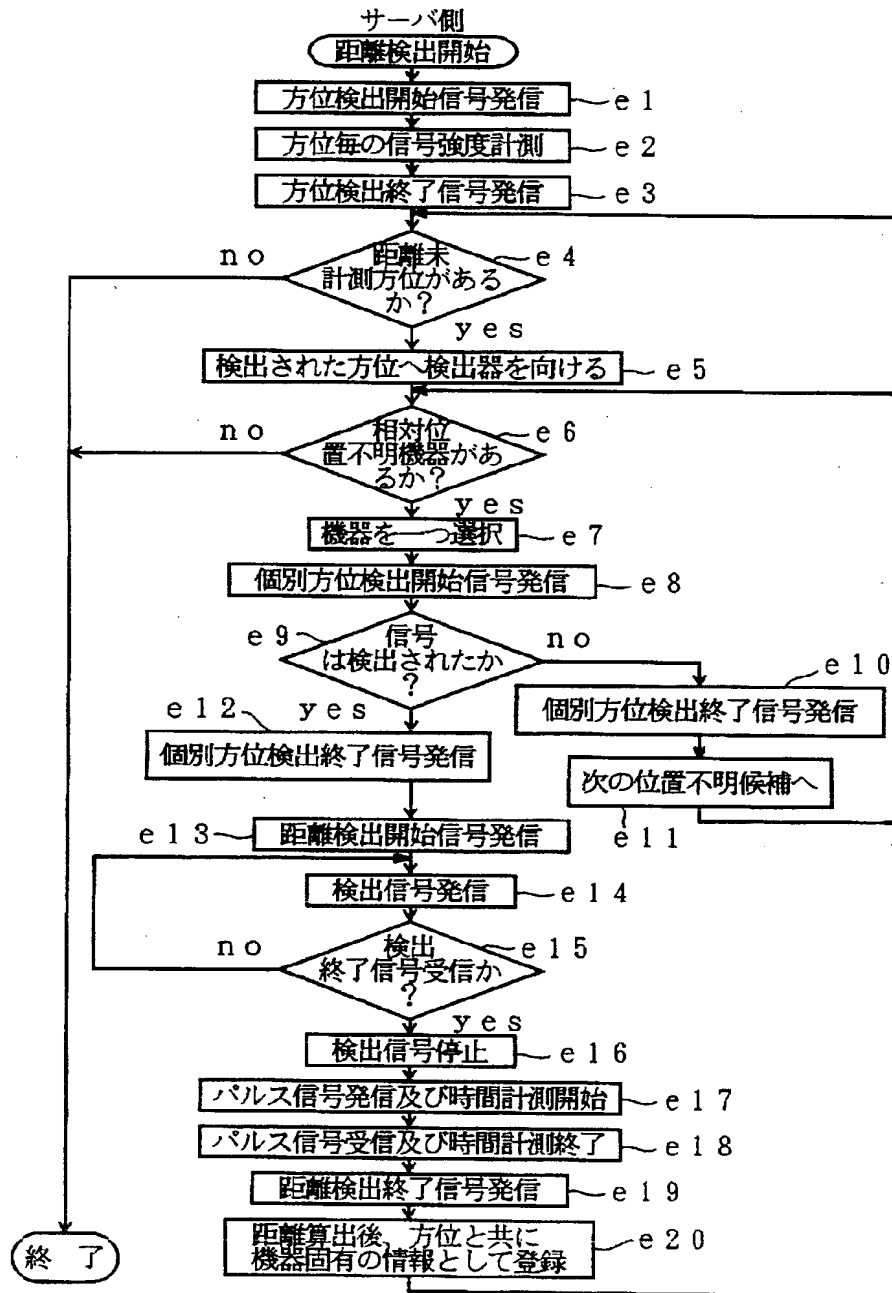 サーバ側
距離検出開始
方位検出開始信号発信
e1
方位毎の信号強度計測
e2
方位検出終了信号発信
e3
距離未
計測方位がある
か？
e4
no
yes
検出された方位へ検出器を向ける
e5
相対位
置不明機器があ
るか？
e6
no
yes
機器を一つ選択
e7
個別方位検出開始信号発信
e8
e9
信号
は検出されたか
？
no
yes
e10
個別方位検出終了信号発信
次の位置不明候補へ
e11
e12
個別方位検出終了信号発信
e13
距離検出開始信号発信
検出信号発信
e14
検出
終了信号受信か
？
e15
no
yes
検出信号停止
e16
パルス信号発信及び時間計測開始
e17
パルス信号受信及び時間計測終了
e18
距離検出終了信号発信
e19
距離算出後、方位と共に
機器固有の情報として登録
e20
終 了